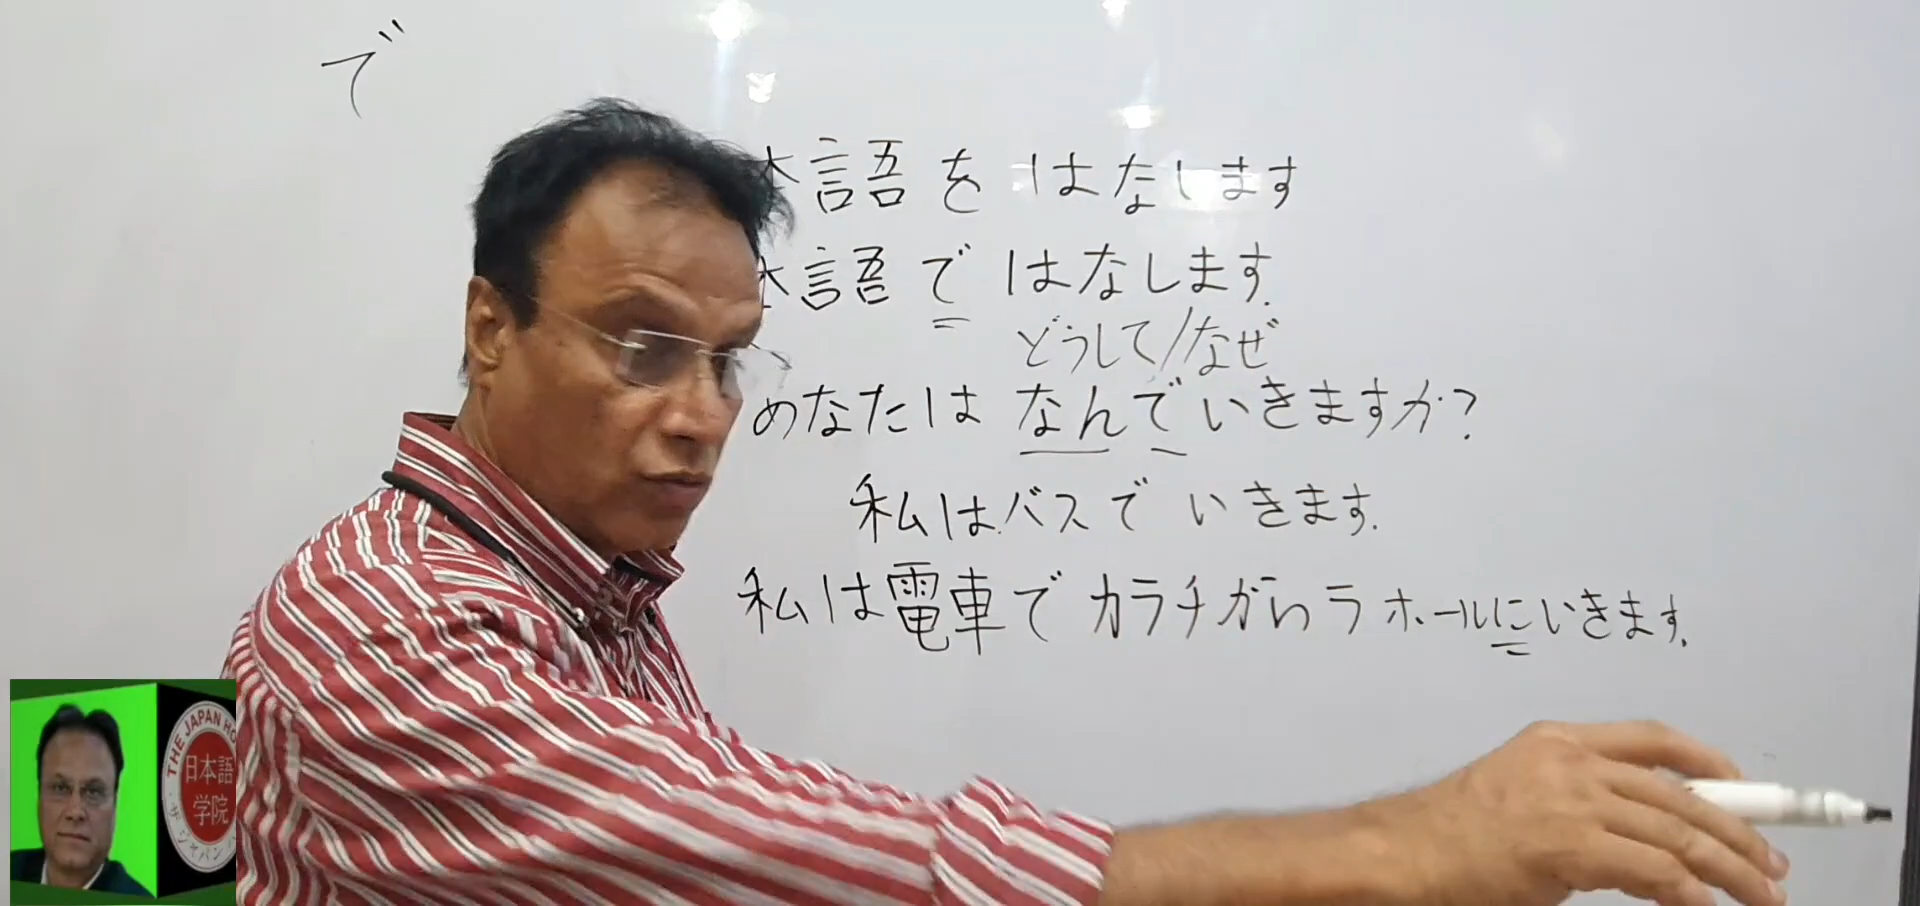 で
本語をはなします
本語ではなします.
どうして/なぜ
あなたはなんでいきますか?
私はバスでいきます.
私は電車でカラチからラホールにいきます.
THE JAPAN HO
日本語
学院